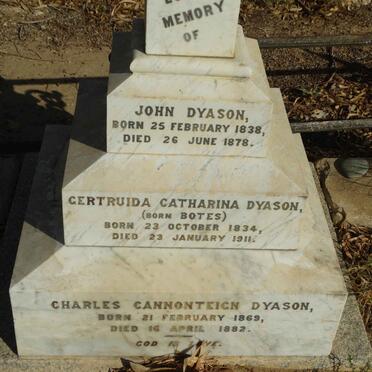 MEMORY
OF
JOHN DYASON,
BORN 25 FEBRUARY 1838,
DIED 26 JUNE 1878.
GERTRUIDA CATHARINA DYASON,
(BORN BOTES)
BORN 23 OCTOBER 1834,
DIED 23 JANUARY 1911.
CHARLES CANNONTEIGN DYASON,
BORN 21 FEBRUARY 1869,
DIED 16 APRIL 1882.
GOD IS LOVE.